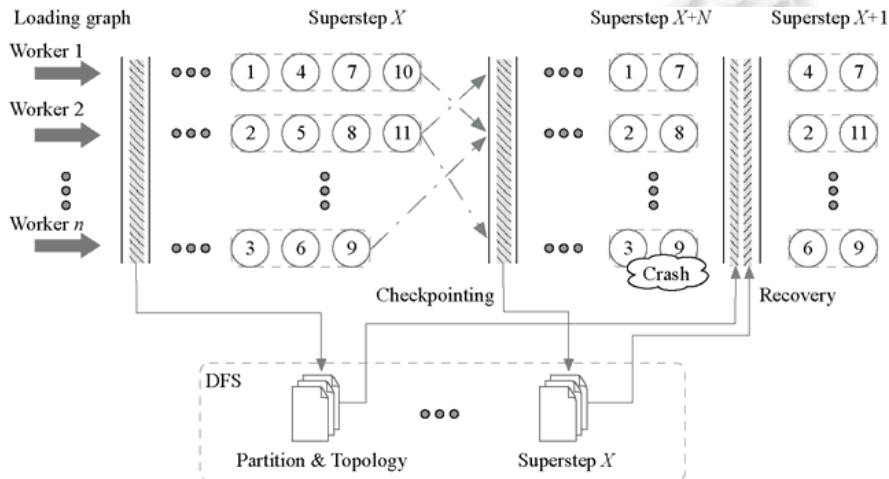 Loading graph Superstep X Superstep X+N Superstep X+1
Worker 1
1 4 7 10 1 7 4 7
Worker 2
2 5 8 11 2 8 2 11
Worker n
3 6 9 3 9 6 9
Crash
Checkpointing Recovery
DFS
Partition & Topology Superstep X